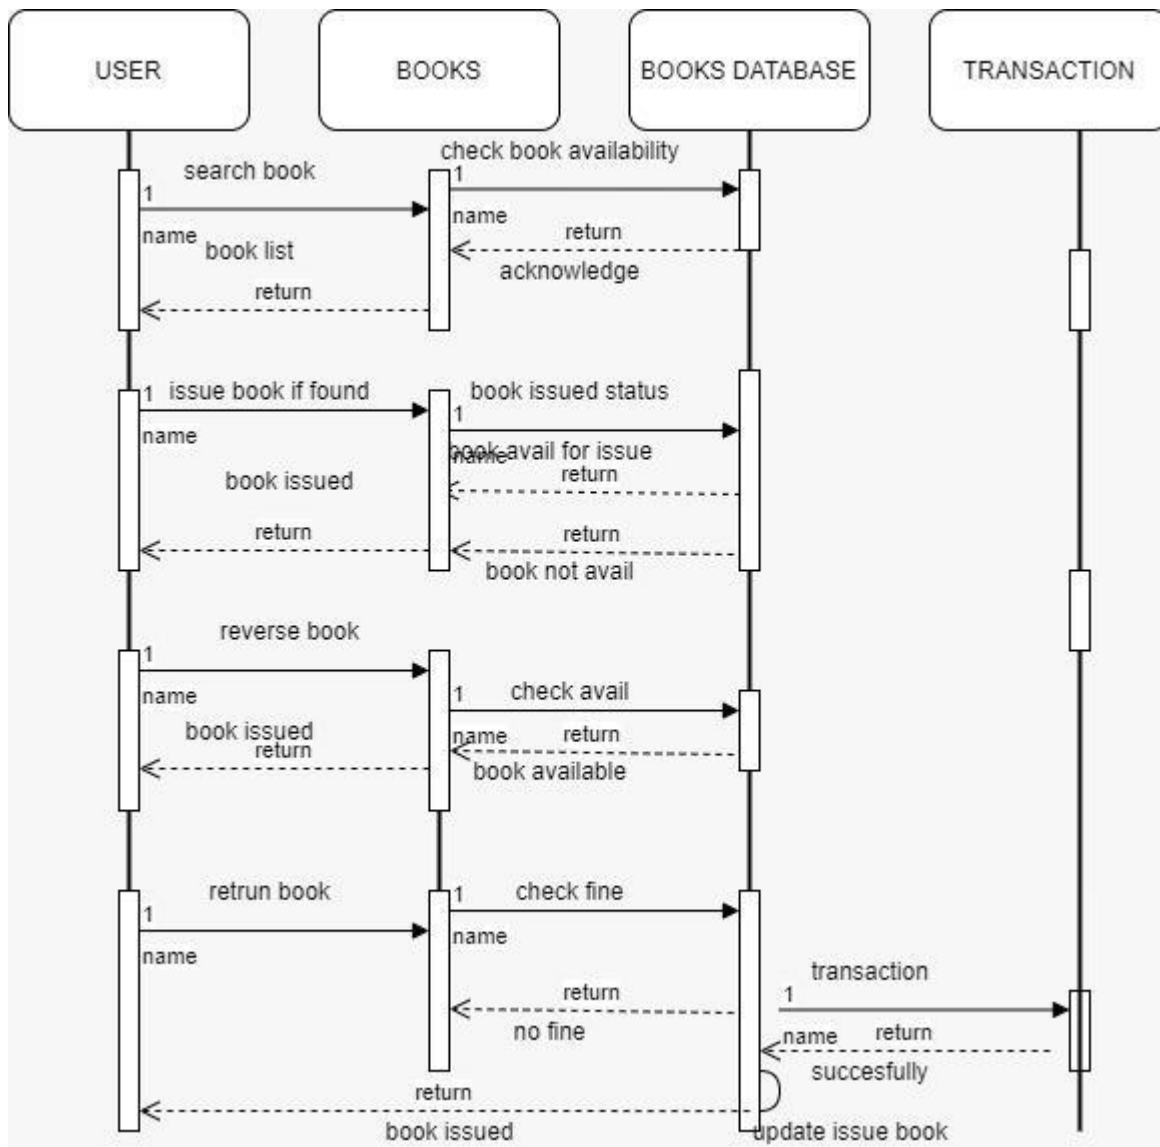 USER
BOOKS
BOOKS DATABASE
TRANSACTION
check book availability
search book
1
1
name
name
return
book list
acknowledge
return
issue book if found
book issued status
1
1
name
book avail for issue
name
return
book issued
return
return
book not avail
reverse book
1
check avail
1
name
book issued
name
return
return
book available
retrun book
check fine
1
1
name
name
transaction
return
1
no fine
name
return
succesfully
return
book issued
update issue book